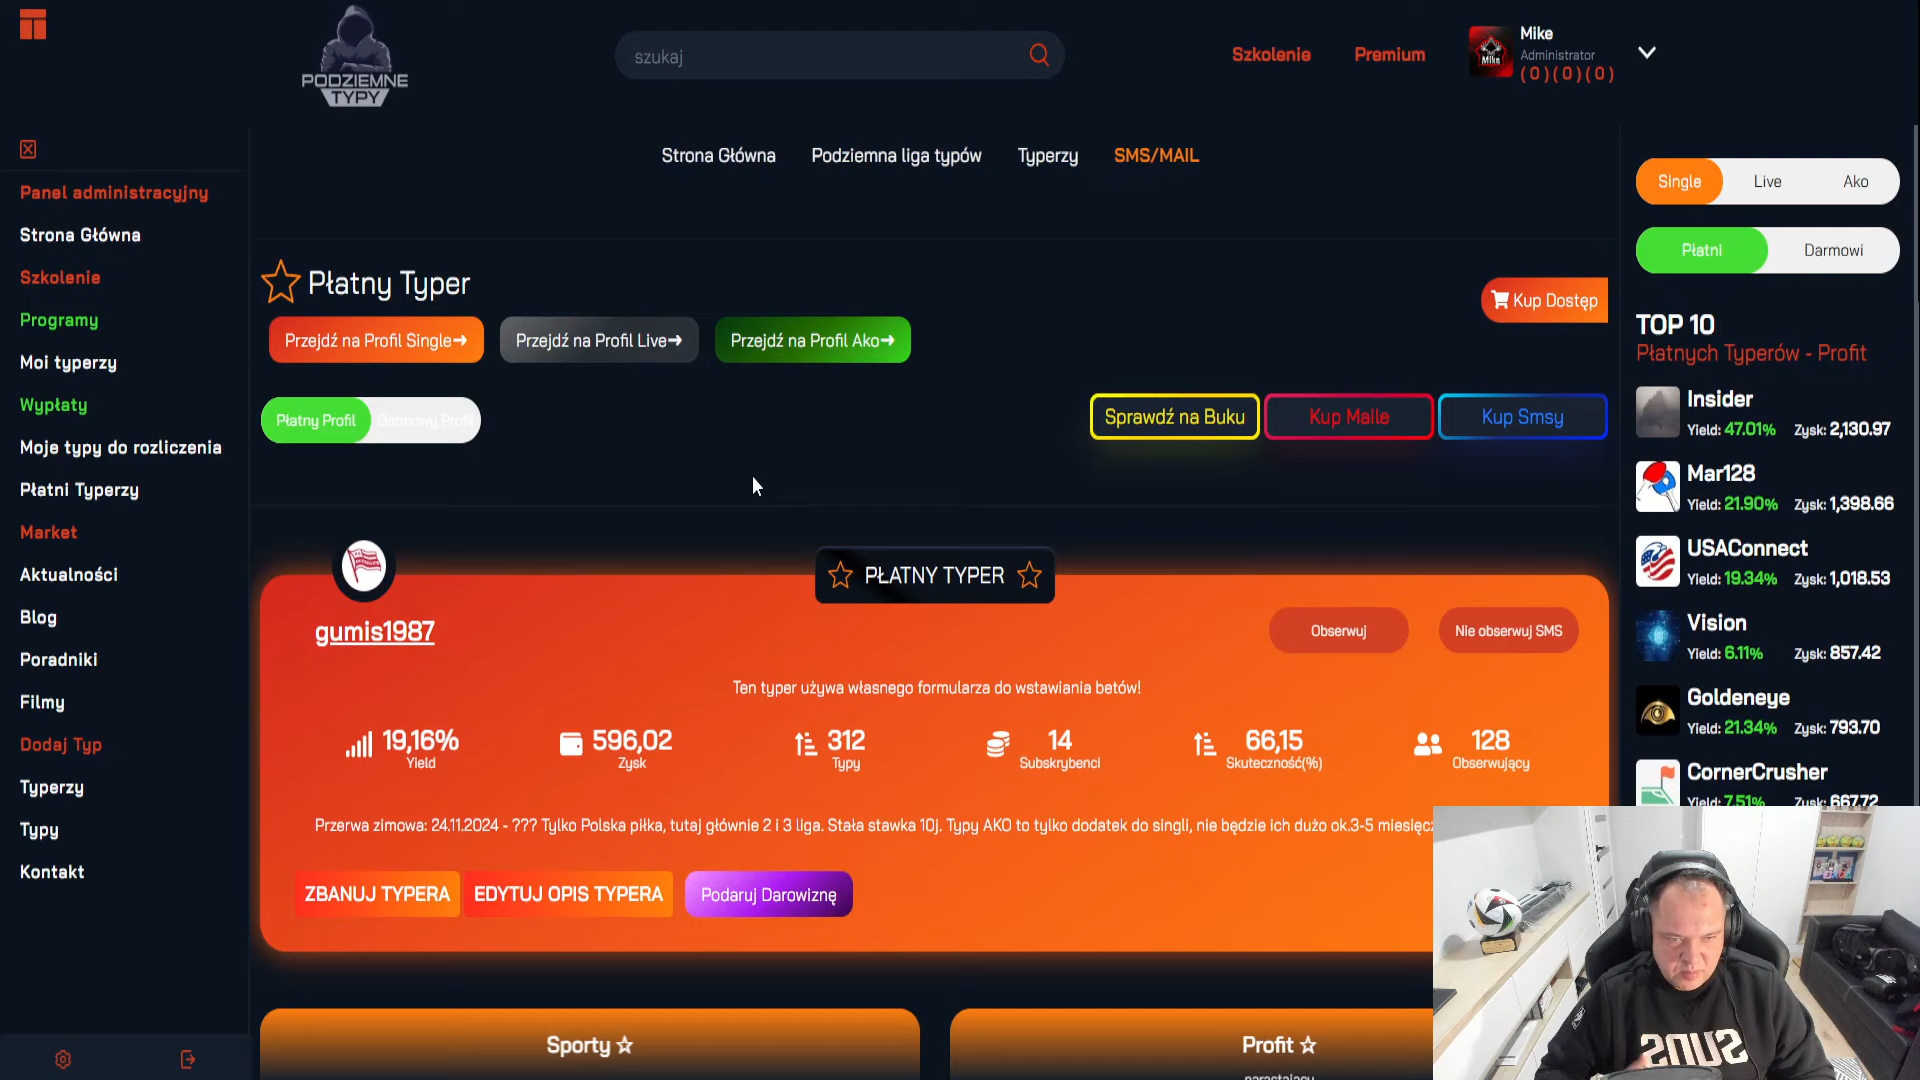 PODZIEMNE
TYPY
szukaj
Szkolenie
Premium
Mike
Administrator
( 0 ) ( 0 ) ( 0 )
Strona Główna
Podziemna liga typów
Typerzy
SMS/MAIL
Panel administracyjny
Strona Główna
Szkolenie
Programy
Moi typerzy
Wypłaty
Moje typy do rozliczenia
Płatni Typerzy
Market
Aktualności
Blog
Poradniki
Filmy
Dodaj Typ
Typerzy
Typy
Kontakt
Płatny Typer
Kup Dostęp
Przejdź na Profil Single➜
Przejdź na Profil Live➜
Przejdź na Profil Ako➜
Płatny Profil
Darmowy Profil
Sprawdź na Buku
Kup Maile
Kup Smsy
PŁATNY TYPER
gumis1987
Obserwuj
Nie obserwuj SMS
Ten typer używa własnego formularza do wstawiania betów!
19,16%
Yield
596,02
Zysk
312
Typy
14
Subskrybenci
66,15
Skuteczność(%)
128
Obserwujący
Przerwa zimowa: 24.11.2024 - ??? Tylko Polska piłka, tutaj głównie 2 i 3 liga. Stała stawka 10j. Typy AKO to tylko dodatek do singli, nie będzie ich dużo ok.3-5 miesięcz
ZBANUJ TYPERA
EDYTUJ OPIS TYPERA
Podaruj Darowiznę
Sporty ☆
Profit ☆
narastający
Single
Live
Ako
Płatni
Darmowi
TOP 10
Płatnych Typerów - Profit
Insider
Yield: 47.01% Zysk: 2,130.97
Mar128
Yield: 21.90% Zysk: 1,398.66
USAConnect
Yield: 19.34% Zysk: 1,018.53
Vision
Yield: 6.11% Zysk: 857.42
Goldeneye
Yield: 21.34% Zysk: 793.70
CornerCrusher
Yield: 7.51% Zysk: 667.72